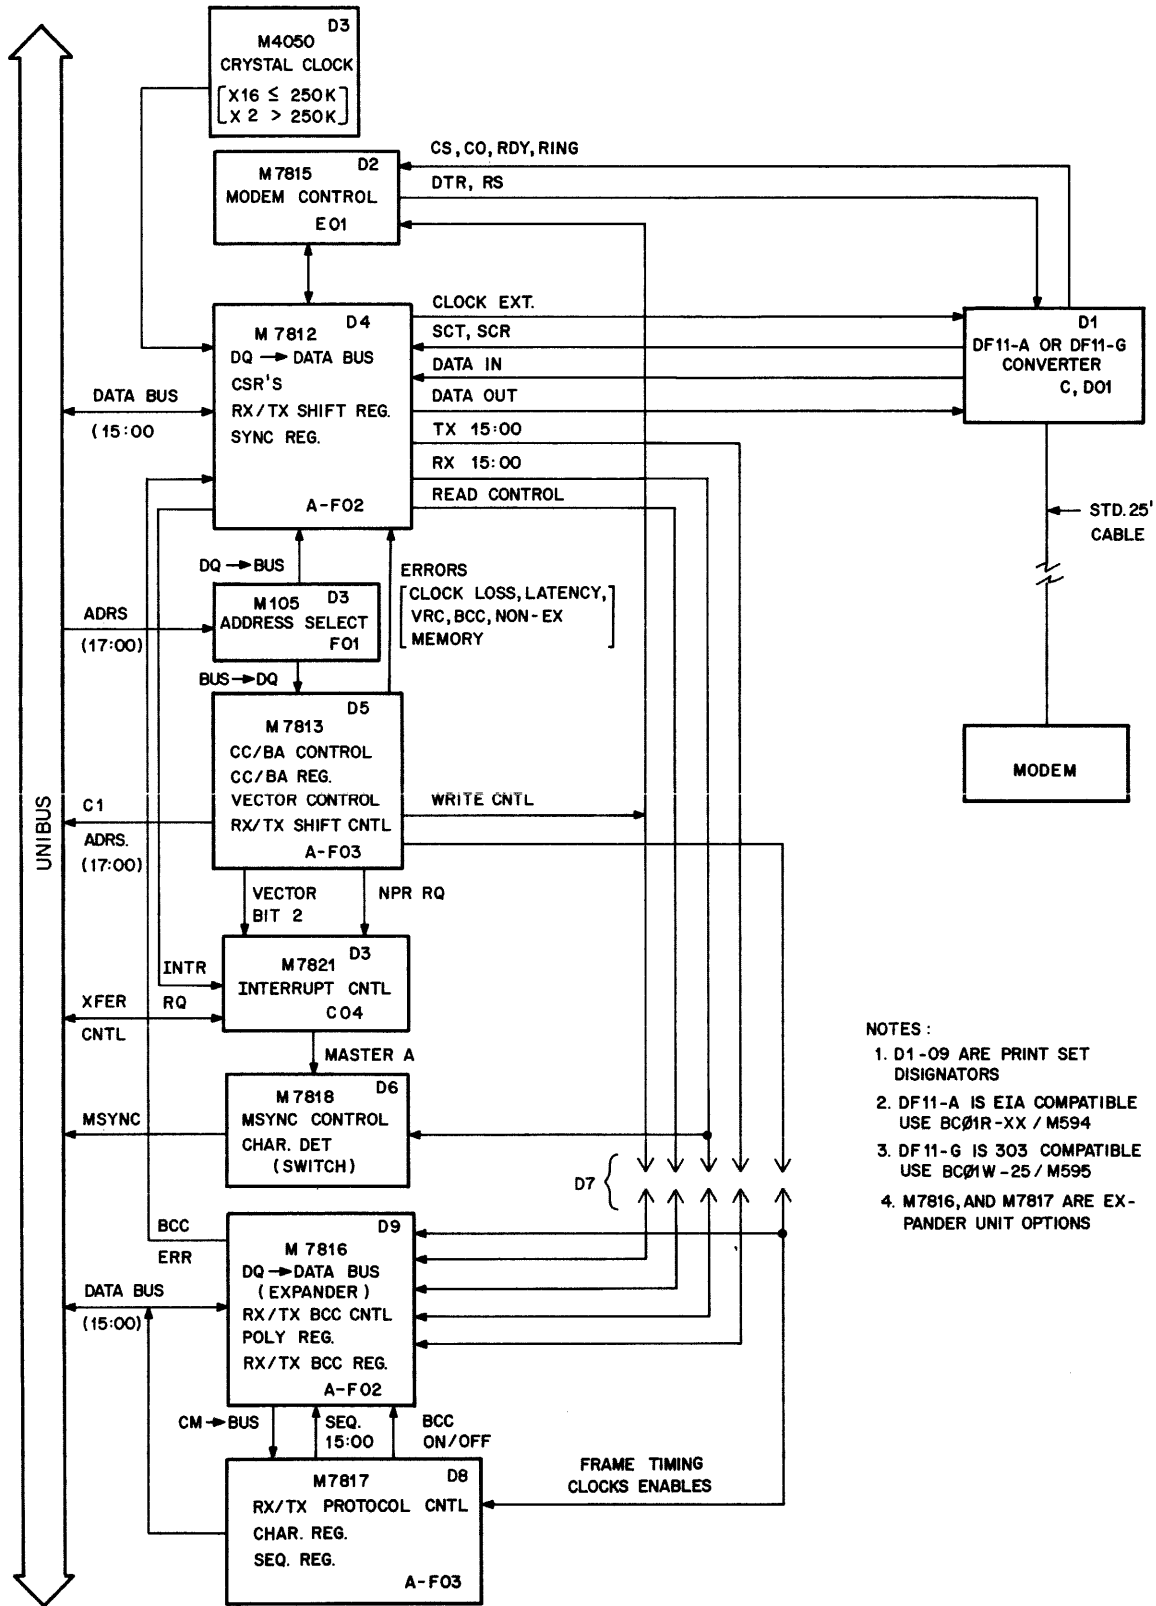 D3
M4050
CRYSTAL CLOCK
X16 ≤ 250K
X 2 > 250K
D2
M7815
MODEM CONTROL
E01
CS, CO, RDY, RING
DTR, RS
D4
M 7812
DQ → DATA BUS
CSR'S
RX/TX SHIFT REG.
SYNC REG.
A-F02
CLOCK EXT.
SCT, SCR
DATA IN
DATA OUT
TX 15:00
RX 15:00
READ CONTROL
D1
DF11-A OR DF11-G
CONVERTER
C, D01
DATA BUS
(15:00
STD. 25'
CABLE
DQ → BUS
ERRORS
[CLOCK LOSS, LATENCY,
VRC, BCC, NON-EX
MEMORY]
ADRS
(17:00)
M105 D3
ADDRESS SELECT
F01
BUS → DQ
D5
M 7813
CC/BA CONTROL
CC/BA REG.
VECTOR CONTROL
RX/TX SHIFT CNTL
A-F03
WRITE CNTL
MODEM
UNIBUS
C1
ADRS.
(17:00)
VECTOR
BIT 2
NPR RQ
D3
M7821
INTERRUPT CNTL
C04
INTR
RQ
XFER
CNTL
MASTER A
D6
M 7818
MSYNC CONTROL
CHAR. DET
(SWITCH)
MSYNC
D7
NOTES :
1. D1-09 ARE PRINT SET
DISIGNATORS
2. DF11-A IS EIA COMPATIBLE
USE BCØ1R-XX / M594
3. DF11-G IS 303 COMPATIBLE
USE BCØ1W-25 / M595
4. M7816, AND M7817 ARE EX-
PANDER UNIT OPTIONS
BCC
ERR
D9
M 7816
DQ → DATA BUS
(EXPANDER)
RX/TX BCC CNTL
POLY REG.
RX/TX BCC REG.
A-F02
DATA BUS
(15:00)
CM → BUS
SEQ.
15:00
BCC
ON/OFF
M7817 D8
RX/TX PROTOCOL CNTL
CHAR. REG.
SEQ. REG.
A-F03
FRAME TIMING
CLOCKS ENABLES